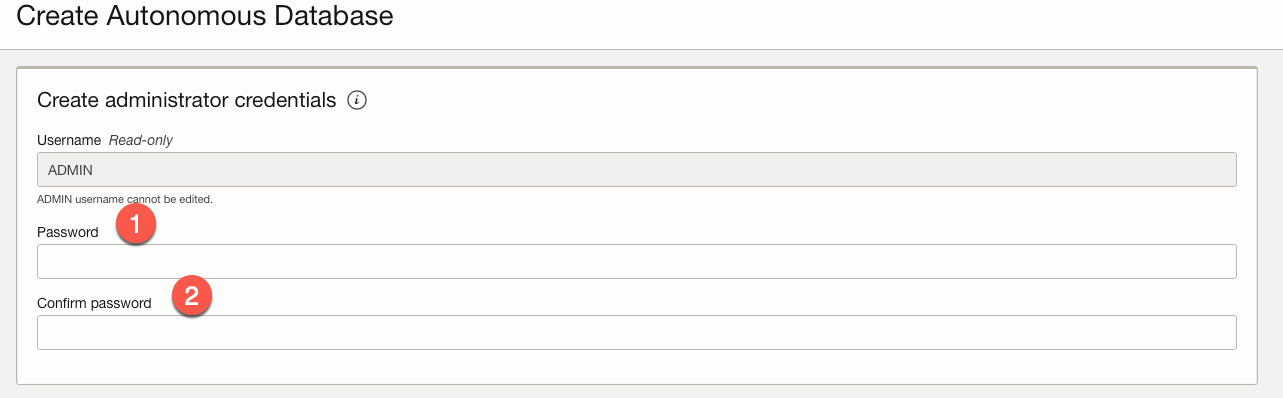 Create Autonomous Database
Create administrator credentials i
Username Read-only
ADMIN
ADMIN username cannot be edited.
Password 1
Confirm password 2